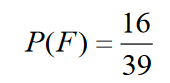 P(F) = 16/39